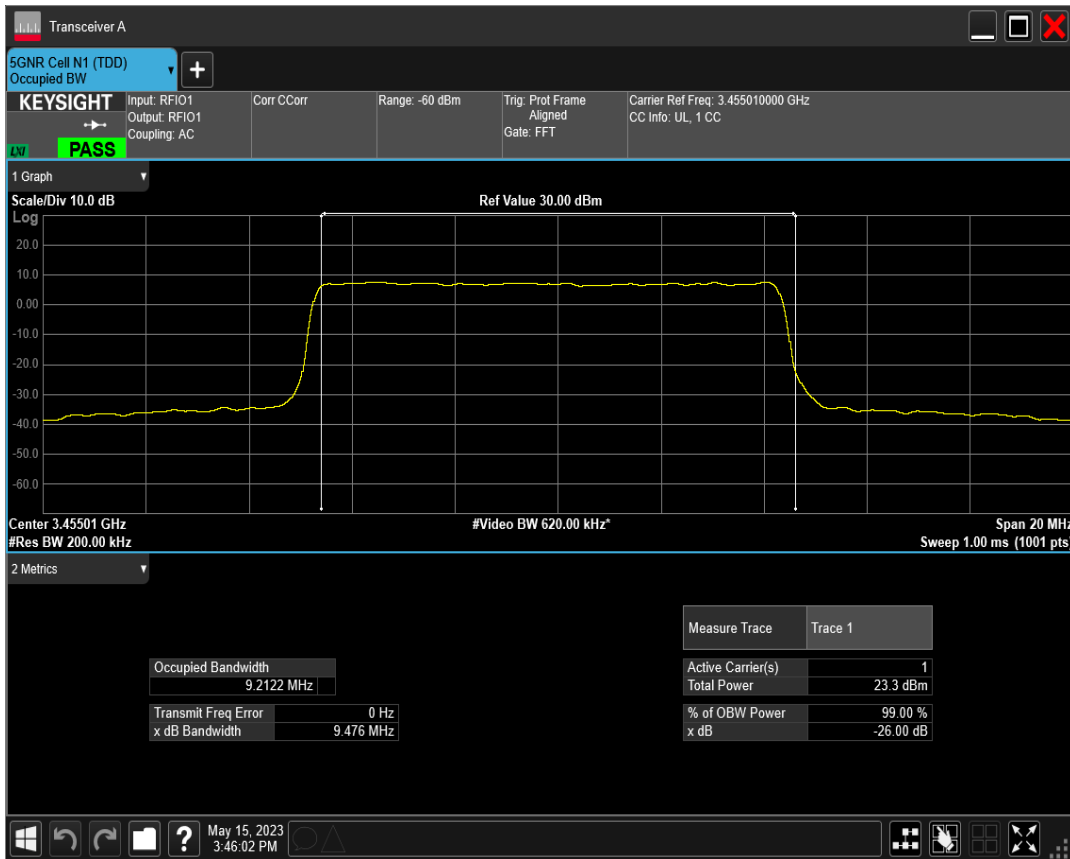 Transceiver A
5GNR Cell N1 (TDD)
Occupied BW
KEYSIGHT
LXI
PASS
Input: RFIO1
Output: RFIO1
Coupling: AC
Corr CCorr
Range: -60 dBm
Trig: Prot Frame
Aligned
Gate: FFT
Carrier Ref Freq: 3.455010000 GHz
CC Info: UL, 1 CC
1 Graph
Scale/Div 10.0 dB
Ref Value 30.00 dBm
Log
20.0
10.0
0.00
-10.0
-20.0
-30.0
-40.0
-50.0
-60.0
Center 3.45501 GHz
#Video BW 620.00 kHz*
Span 20 MHz
#Res BW 200.00 kHz
Sweep 1.00 ms (1001 pts)
2 Metrics
Measure Trace Trace 1
Occupied Bandwidth
9.2122 MHz
Active Carrier(s) 1
Total Power 23.3 dBm
Transmit Freq Error 0 Hz
x dB Bandwidth 9.476 MHz
% of OBW Power 99.00 %
x dB -26.00 dB
?
May 15, 2023
3:46:02 PM